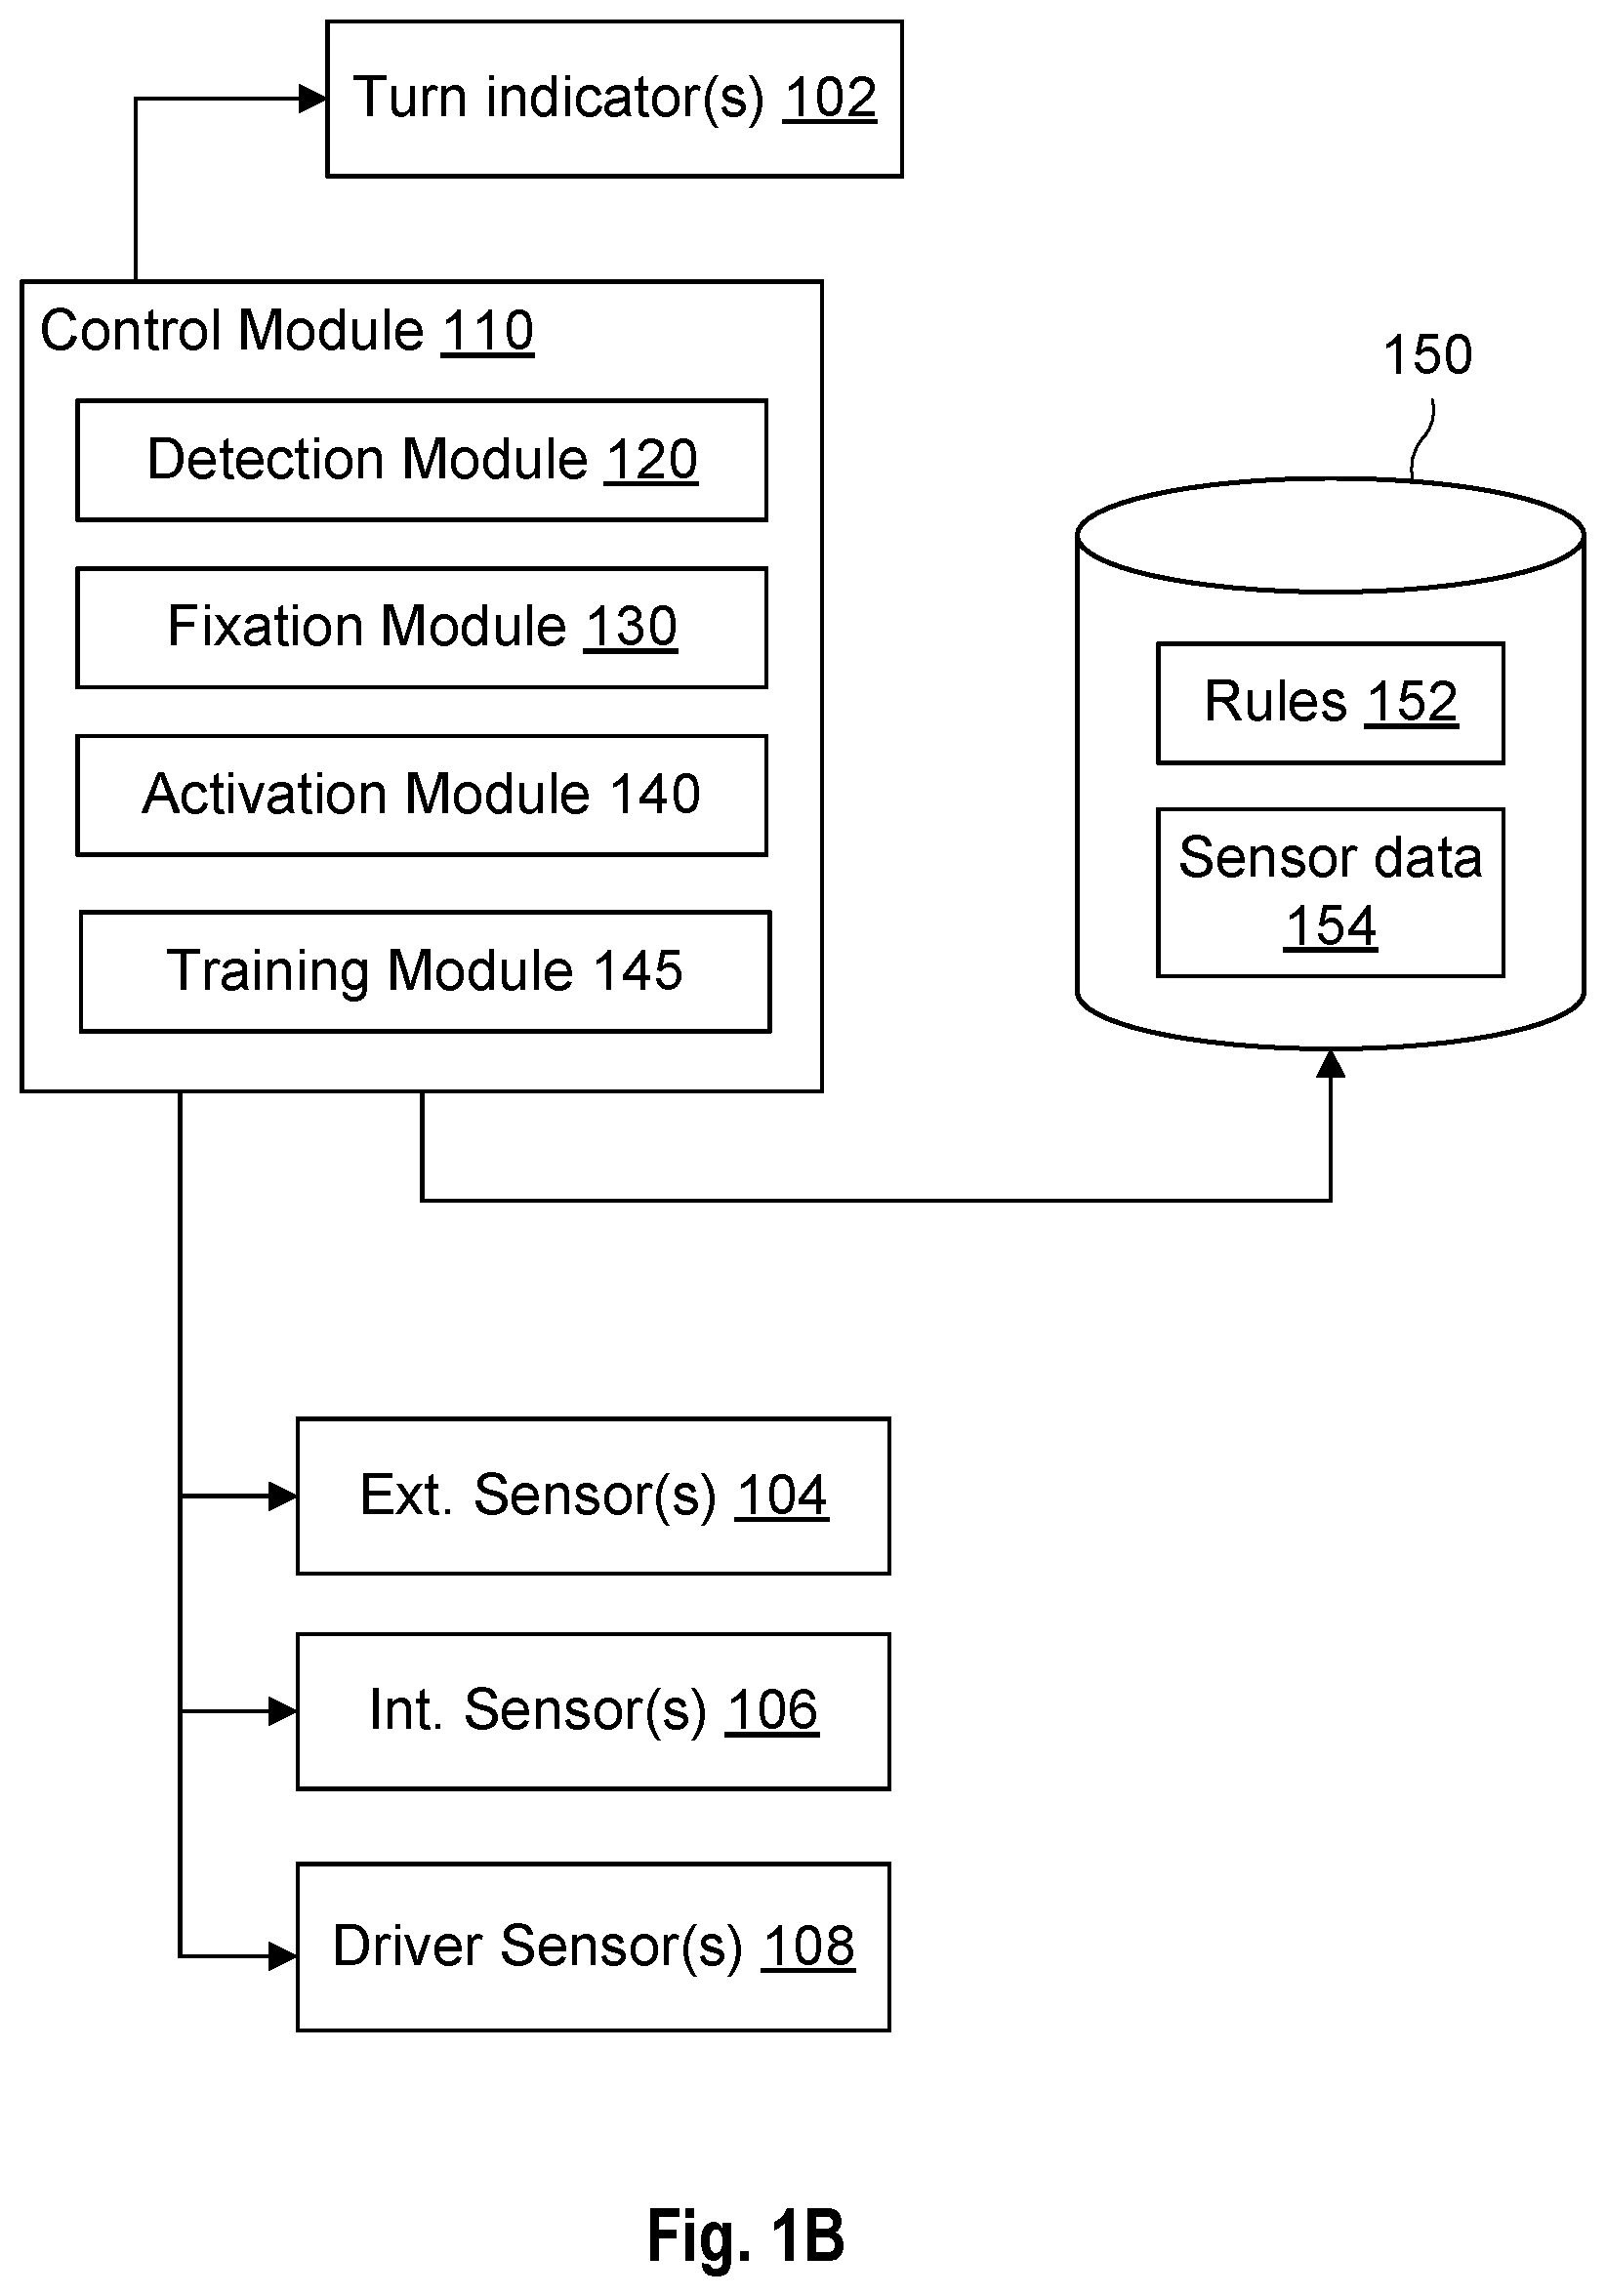 Turn indicator(s) 102
Control Module 110
Detection Module 120
Fixation Module 130
Activation Module 140
Training Module 145
150
Rules 152
Sensor data
154
Ext. Sensor(s) 104
Int. Sensor(s) 106
Driver Sensor(s) 108
Fig. 1B